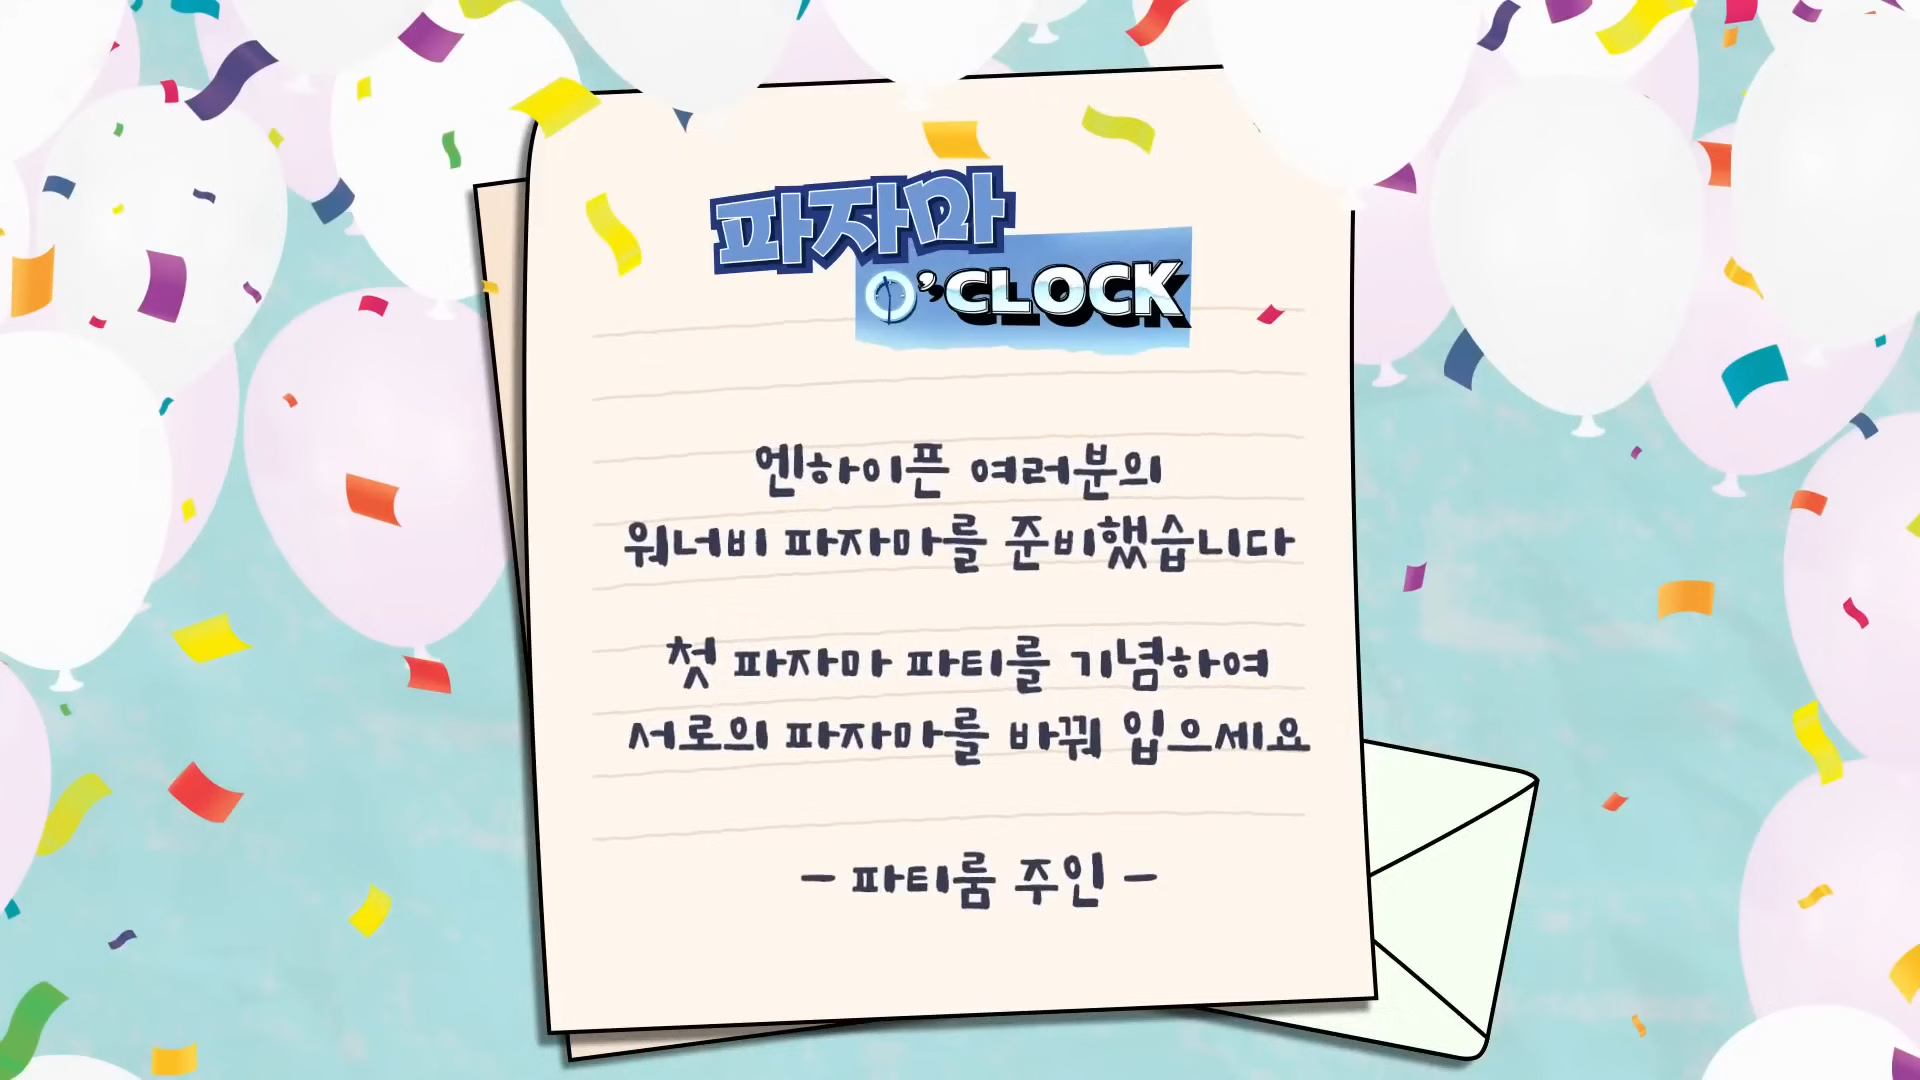 파자마
O'CLOCK
엔하이픈 여러분의
워너비 파자마를 준비했습니다
첫 파자마 파티를 기념하여
서로의 파자마를 바꿔 입으세요
- 파티룸 주인 -